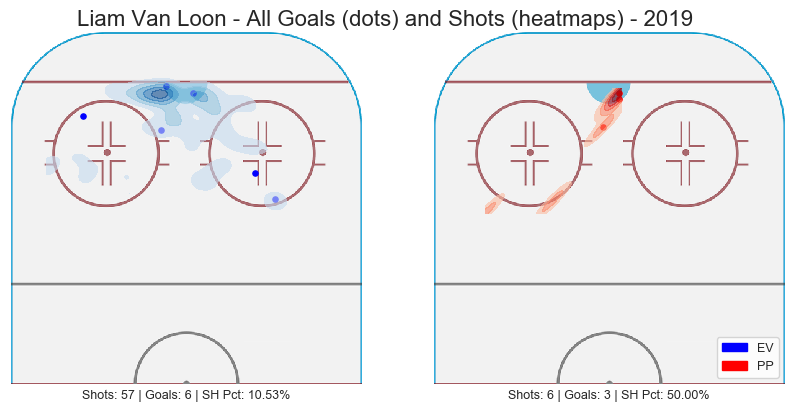 Liam Van Loon - All Goals (dots) and Shots (heatmaps) - 2019
EV
PP
Shots: 57 | Goals: 6 | SH Pct: 10.53%
Shots: 6 | Goals: 3 | SH Pct: 50.00%